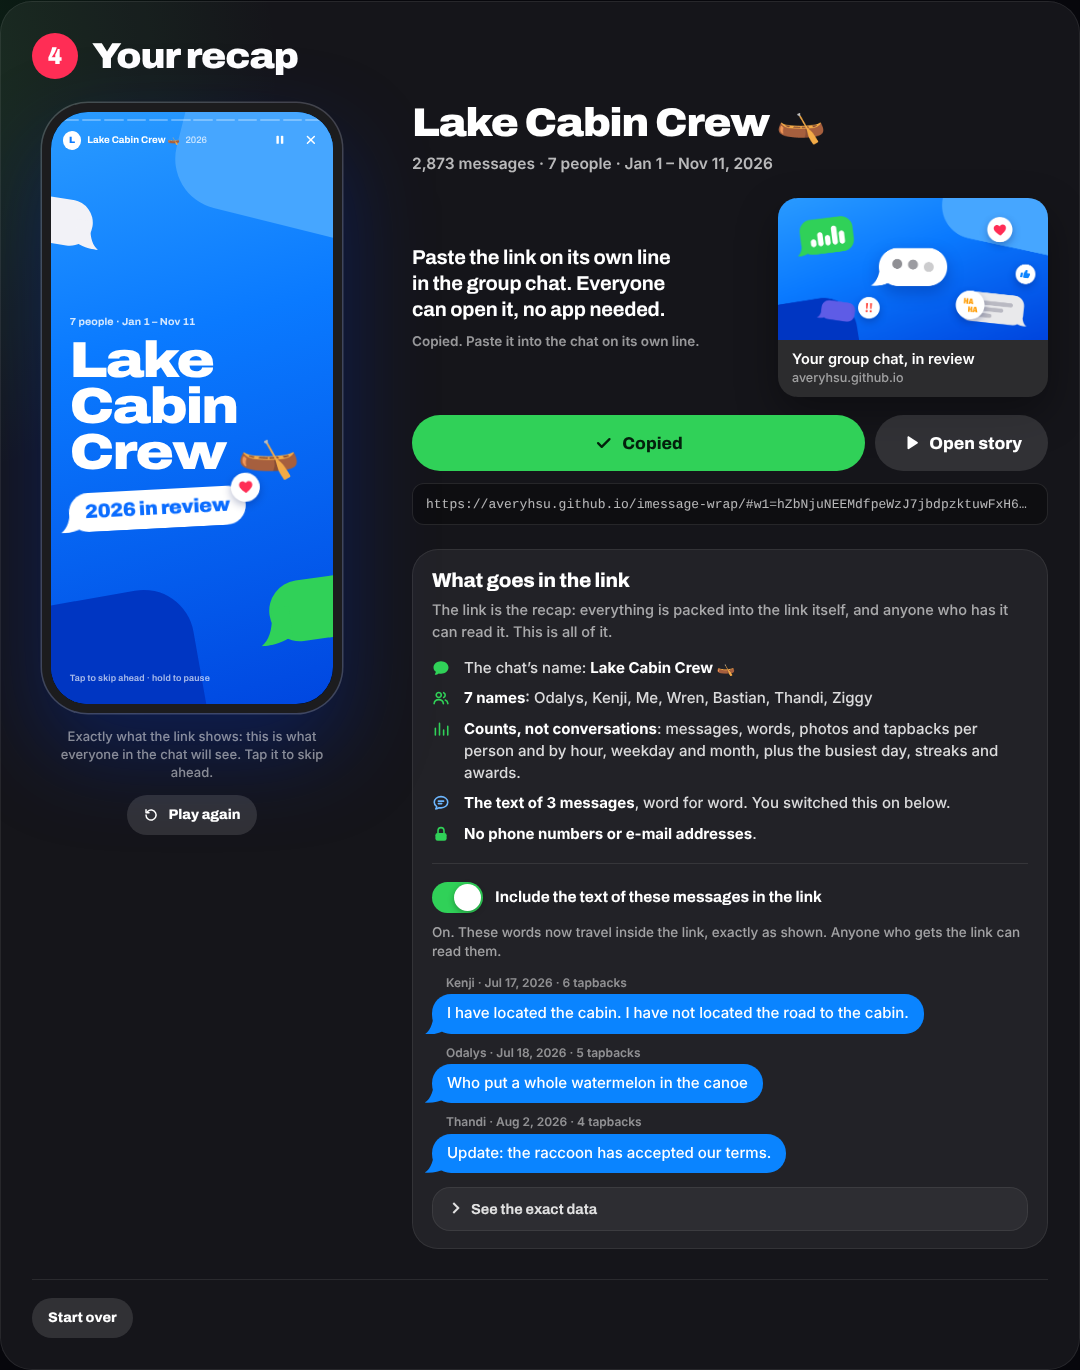 4 Your recap
L Lake Cabin Crew 🛶 2026
7 people · Jan 1 – Nov 11
Lake
Cabin
Crew 🛶
2026 in review
Tap to skip ahead · hold to pause
Exactly what the link shows: this is what
everyone in the chat will see. Tap it to skip
ahead.
Play again
Lake Cabin Crew 🛶
2,873 messages · 7 people · Jan 1 – Nov 11, 2026
Paste the link on its own line
in the group chat. Everyone
can open it, no app needed.
Copied. Paste it into the chat on its own line.
!!
HA
HA
Your group chat, in review
averyhsu.github.io
Copied
Open story
https://averyhsu.github.io/imessage-wrap/#w1=hZbNjuNEEMdfpeWzJ7jbdpzktuwFxH6…
What goes in the link
The link is the recap: everything is packed into the link itself, and anyone who has it
can read it. This is all of it.
The chat’s name: Lake Cabin Crew 🛶
7 names: Odalys, Kenji, Me, Wren, Bastian, Thandi, Ziggy
Counts, not conversations: messages, words, photos and tapbacks per
person and by hour, weekday and month, plus the busiest day, streaks and
awards.
The text of 3 messages, word for word. You switched this on below.
No phone numbers or e-mail addresses.
Include the text of these messages in the link
On. These words now travel inside the link, exactly as shown. Anyone who gets the link can
read them.
Kenji · Jul 17, 2026 · 6 tapbacks
I have located the cabin. I have not located the road to the cabin.
Odalys · Jul 18, 2026 · 5 tapbacks
Who put a whole watermelon in the canoe
Thandi · Aug 2, 2026 · 4 tapbacks
Update: the raccoon has accepted our terms.
See the exact data
Start over